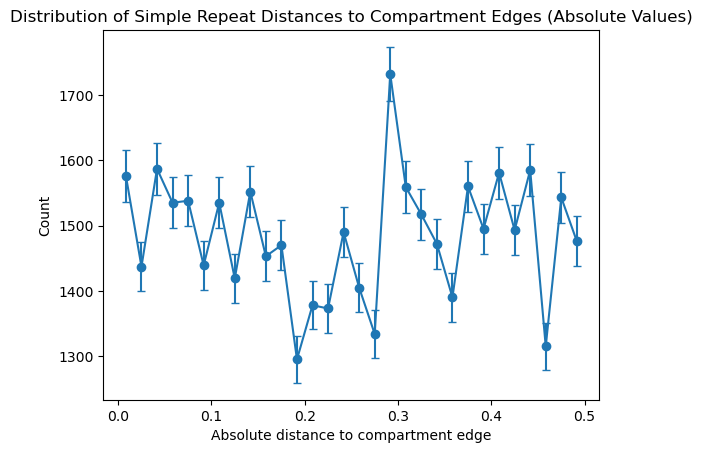 Distribution of Simple Repeat Distances to Compartment Edges (Absolute Values)
1700
1600
1500
1400
1300
Count
0.0 0.1 0.2 0.3 0.4 0.5
Absolute distance to compartment edge